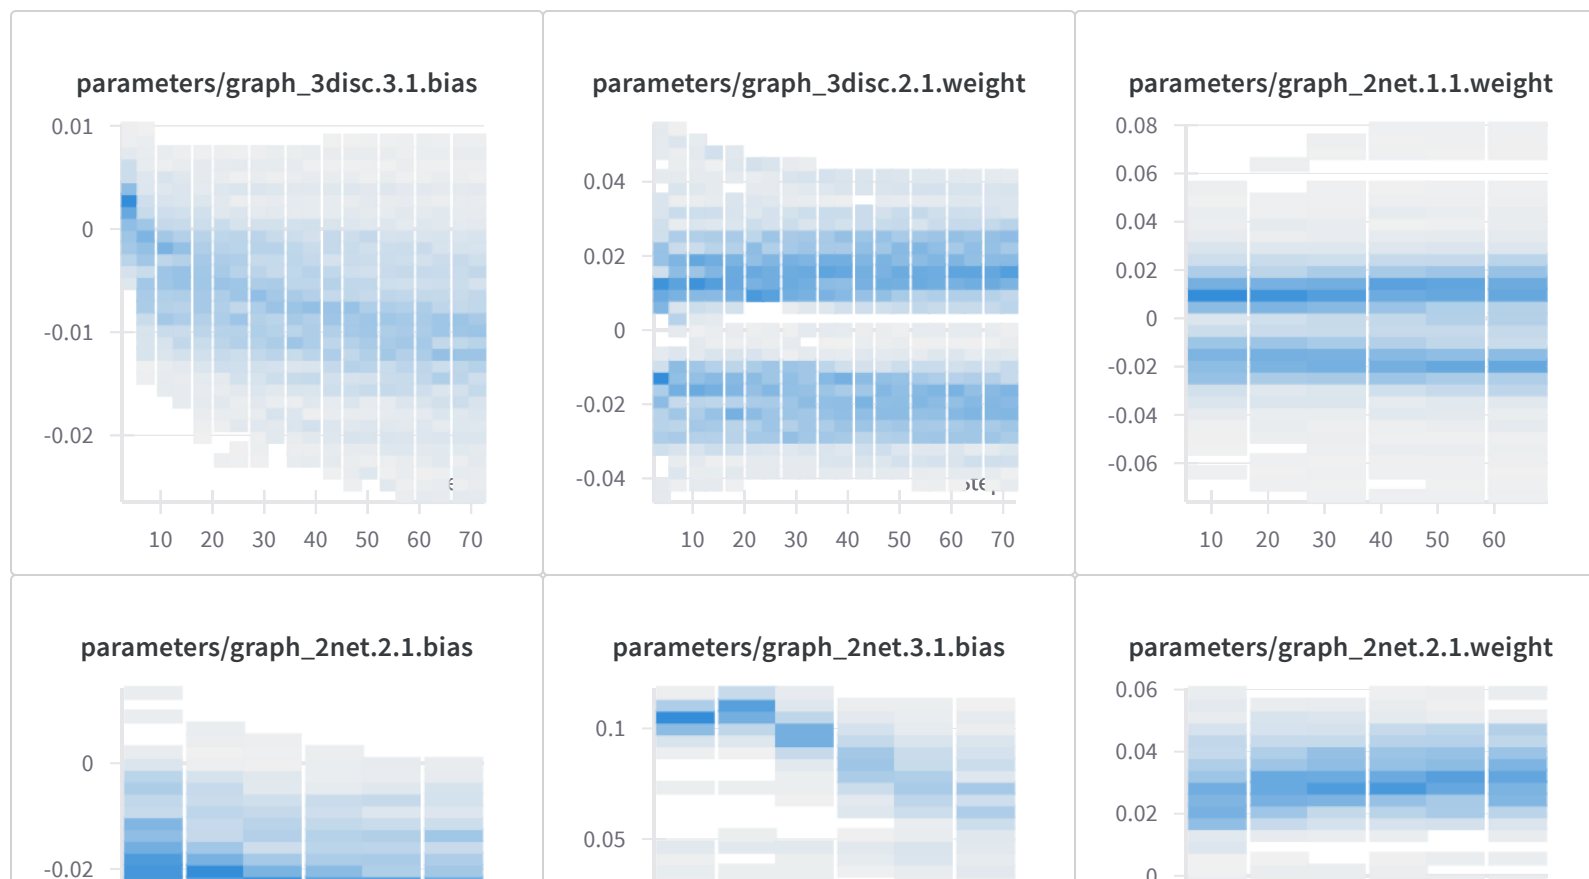 parameters/graph_3disc.3.1.bias
0.01
0
-0.01
-0.02
10 20 30 40 50 60 70
parameters/graph_3disc.2.1.weight
0.04
0.02
0
-0.02
-0.04
10 20 30 40 50 60 70
parameters/graph_2net.1.1.weight
0.08
0.06
0.04
0.02
0
-0.02
-0.04
-0.06
10 20 30 40 50 60
parameters/graph_2net.2.1.bias
0
-0.02
parameters/graph_2net.3.1.bias
0.1
0.05
parameters/graph_2net.2.1.weight
0.06
0.04
0.02
0